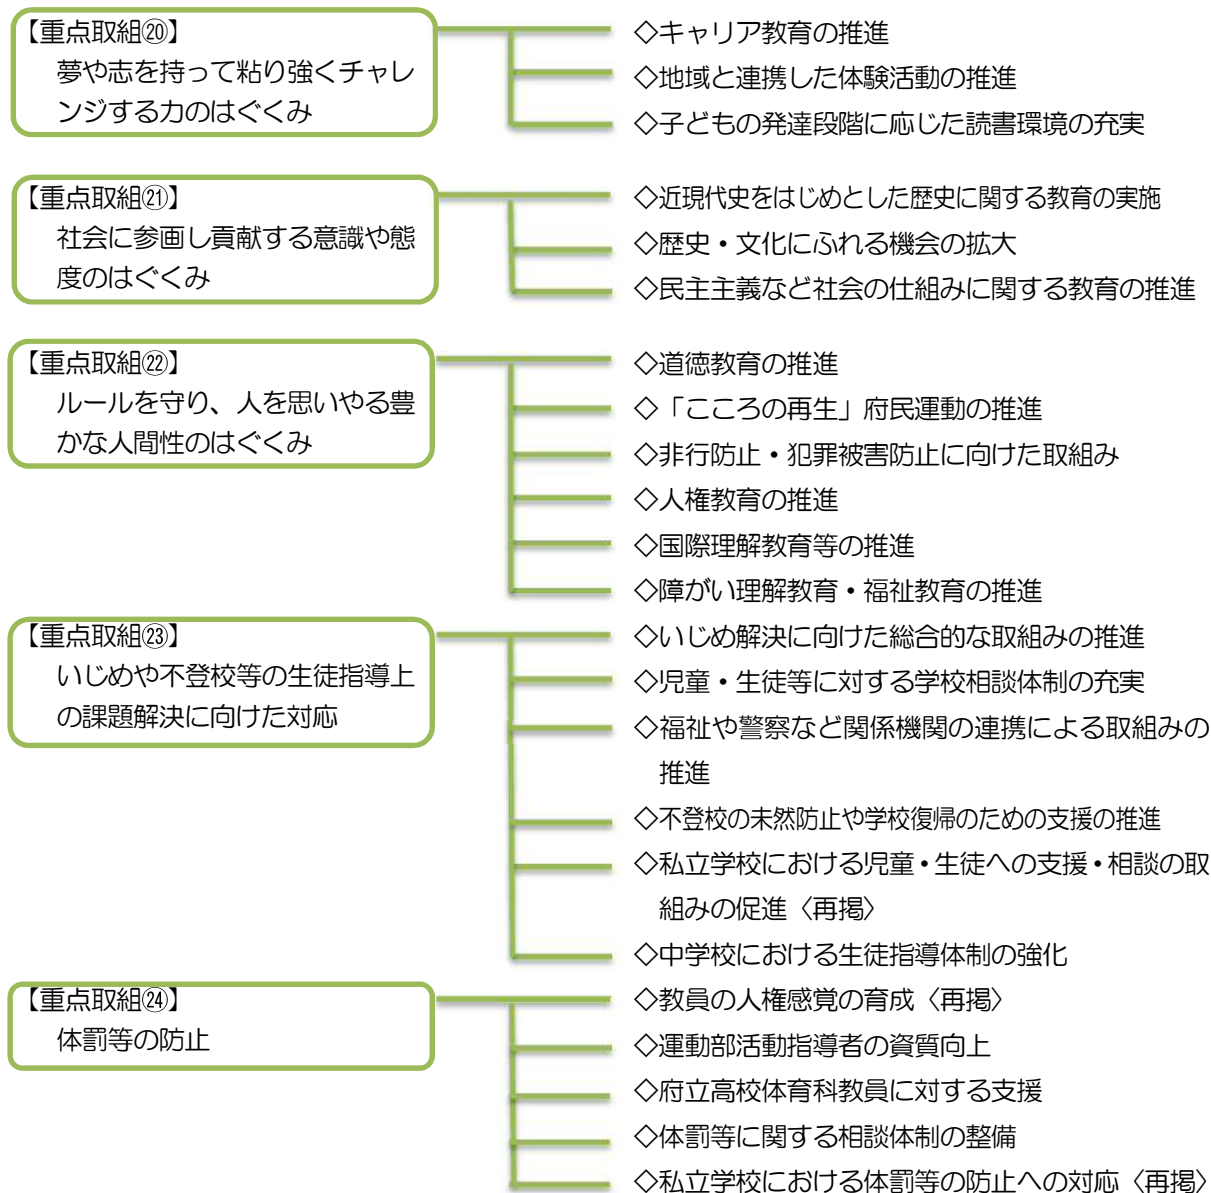 【重点取組⑳】
夢や志を持って粘り強くチャレ
ンジする力のはぐくみ
◇キャリア教育の推進
◇地域と連携した体験活動の推進
◇子どもの発達段階に応じた読書環境の充実
【重点取組㉑】
社会に参画し貢献する意識や態
度のはぐくみ
◇近現代史をはじめとした歴史に関する教育の実施
◇歴史・文化にふれる機会の拡大
◇民主主義など社会の仕組みに関する教育の推進
【重点取組㉒】
ルールを守り、人を思いやる豊
かな人間性のはぐくみ
◇道徳教育の推進
◇「こころの再生」府民運動の推進
◇非行防止・犯罪被害防止に向けた取組み
◇人権教育の推進
◇国際理解教育等の推進
◇障がい理解教育・福祉教育の推進
【重点取組㉓】
いじめや不登校等の生徒指導上
の課題解決に向けた対応
◇いじめ解決に向けた総合的な取組みの推進
◇児童・生徒等に対する学校相談体制の充実
◇福祉や警察など関係機関の連携による取組みの
推進
◇不登校の未然防止や学校復帰のための支援の推進
◇私立学校における児童・生徒への支援・相談の取
組みの促進〈再掲〉
◇中学校における生徒指導体制の強化
【重点取組㉔】
体罰等の防止
◇教員の人権感覚の育成〈再掲〉
◇運動部活動指導者の資質向上
◇府立高校体育科教員に対する支援
◇体罰等に関する相談体制の整備
◇私立学校における体罰等の防止への対応〈再掲〉